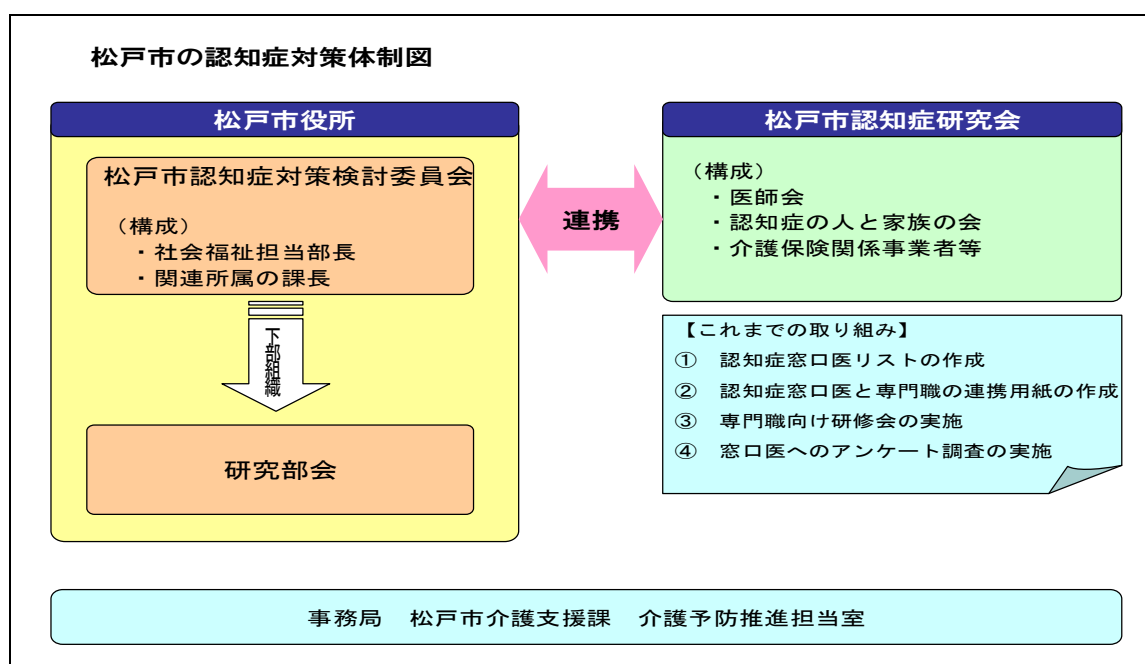 松戸市の認知症対策体制図
松戸市役所
松戸市認知症対策検討委員会
（構成）
・社会福祉担当部長
・関連所属の課長
下部組織
研究部会
連携
松戸市認知症研究会
（構成）
・医師会
・認知症の人と家族の会
・介護保険関係事業者等
【これまでの取り組み】
① 認知症窓口医リストの作成
② 認知症窓口医と専門職の連携用紙の作成
③ 専門職向け研修会の実施
④ 窓口医へのアンケート調査の実施
事務局 松戸市介護支援課 介護予防推進担当室